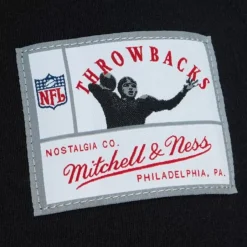 THROWBACKS
NFL
NOSTALGIA CO.
Mitchell & Ness
PHILADELPHIA, PA.